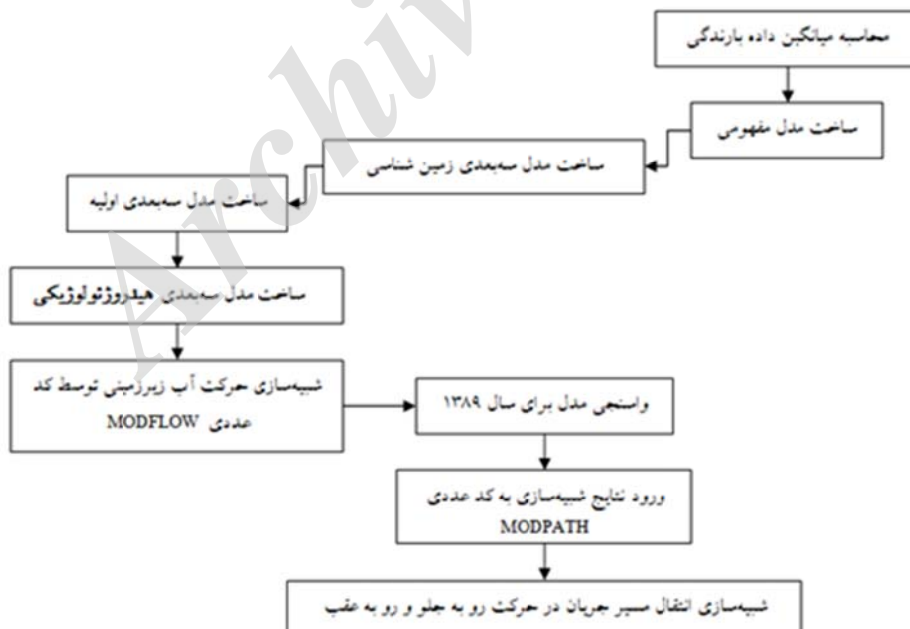 محاسبه میانگین داده بارندگی
ساخت مدل مفهومی
ساخت مدل سه‌بعدی زمین شناسی
ساخت مدل سه‌بعدی اولیه
ساخت مدل سه‌بعدی هیدروژئولوژیکی
شبیه‌سازی حرکت آب زیرزمینی توسط کد
عددی MODFLOW
واسنجی مدل برای سال ۱۳۸۹
ورود نتایج شبیه‌سازی به کد عددی
MODPATH
شبیه‌سازی انتقال مسیر جریان در حرکت رو به جلو و رو به عقب
Archiv